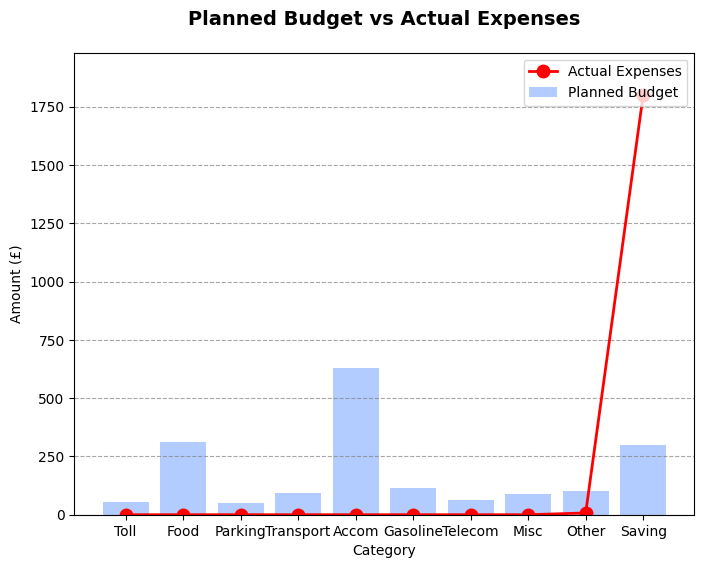 Planned Budget vs Actual Expenses
Actual Expenses
Planned Budget
1750
1500
1250
1000
750
500
250
0
Amount (£)
Toll Food Parking Transport Accom Gasoline Telecom Misc Other Saving
Category